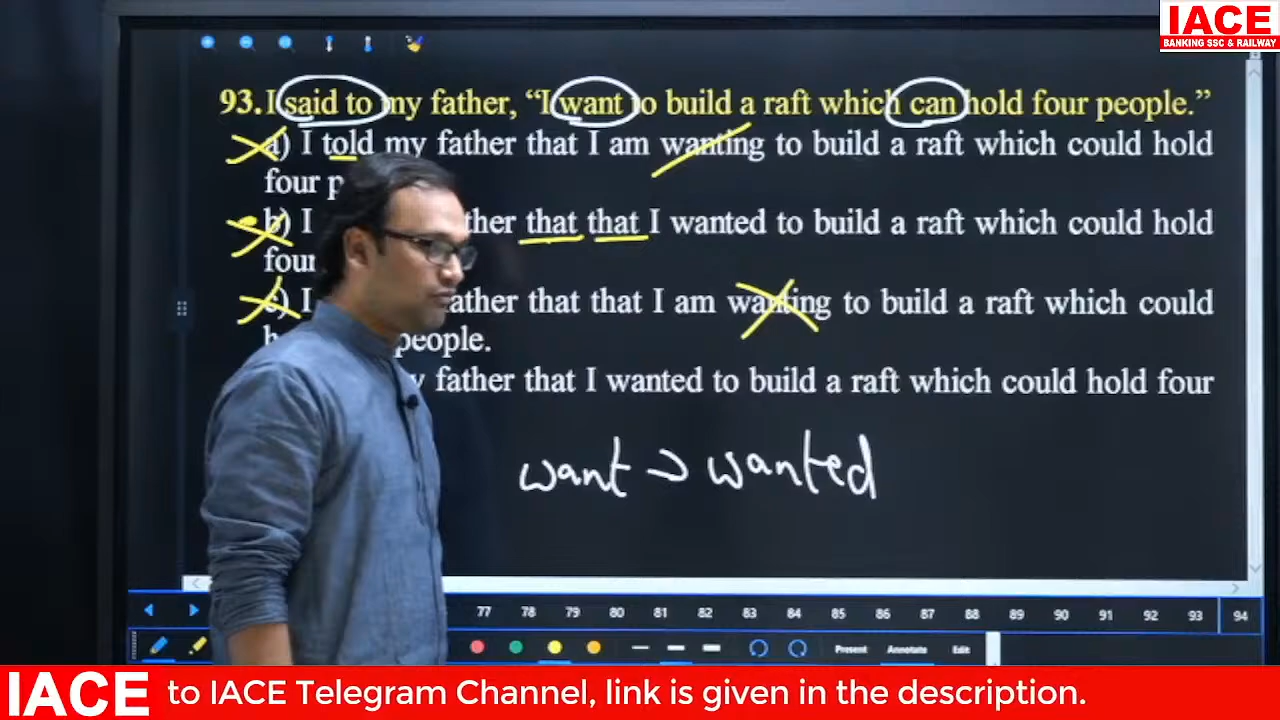 IACE
BANKING SSC & RAILWAY
93. I said to my father, “I want to build a raft which can hold four people.”
a) I told my father that I am wanting to build a raft which could hold
four p
b) I ther that that I wanted to build a raft which could hold
four
c) I ather that that I am wanting to build a raft which could
h people.
y father that I wanted to build a raft which could hold four
want → wanted
77 78 79 80 81 82 83 84 85 86 87 88 89 90 91 92 93 94
Present Annotate Exit
IACE to IACE Telegram Channel, link is given in the description.